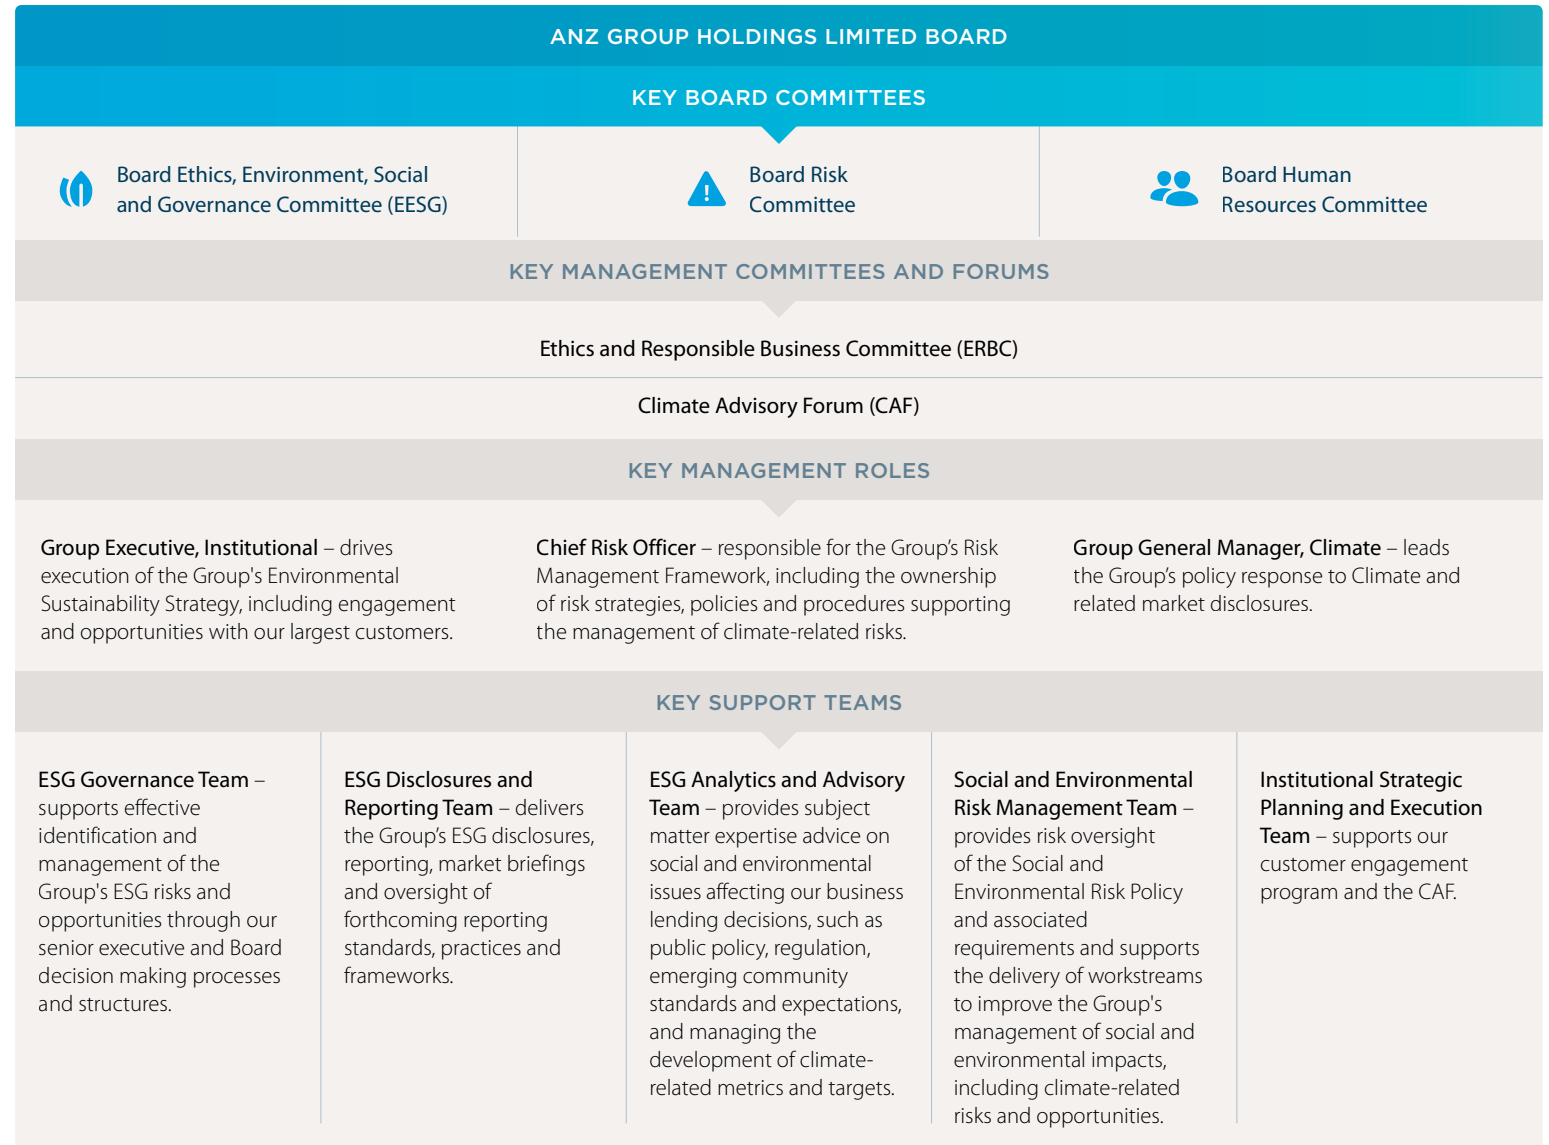 ANZ GROUP HOLDINGS LIMITED BOARD
KEY BOARD COMMITTEES
Board Ethics, Environment, Social
and Governance Committee (EESG)
Board Risk
Committee
Board Human
Resources Committee
KEY MANAGEMENT COMMITTEES AND FORUMS
Ethics and Responsible Business Committee (ERBC)
Climate Advisory Forum (CAF)
KEY MANAGEMENT ROLES
Group Executive, Institutional – drives
execution of the Group's Environmental
Sustainability Strategy, including engagement
and opportunities with our largest customers.
Chief Risk Officer – responsible for the Group’s Risk
Management Framework, including the ownership
of risk strategies, policies and procedures supporting
the management of climate-related risks.
Group General Manager, Climate – leads
the Group’s policy response to Climate and
related market disclosures.
KEY SUPPORT TEAMS
ESG Governance Team –
supports effective
identification and
management of the
Group's ESG risks and
opportunities through our
senior executive and Board
decision making processes
and structures.
ESG Disclosures and
Reporting Team – delivers
the Group’s ESG disclosures,
reporting, market briefings
and oversight of
forthcoming reporting
standards, practices and
frameworks.
ESG Analytics and Advisory
Team – provides subject
matter expertise advice on
social and environmental
issues affecting our business
lending decisions, such as
public policy, regulation,
emerging community
standards and expectations,
and managing the
development of climate-
related metrics and targets.
Social and Environmental
Risk Management Team –
provides risk oversight
of the Social and
Environmental Risk Policy
and associated
requirements and supports
the delivery of workstreams
to improve the Group's
management of social and
environmental impacts,
including climate-related
risks and opportunities.
Institutional Strategic
Planning and Execution
Team – supports our
customer engagement
program and the CAF.